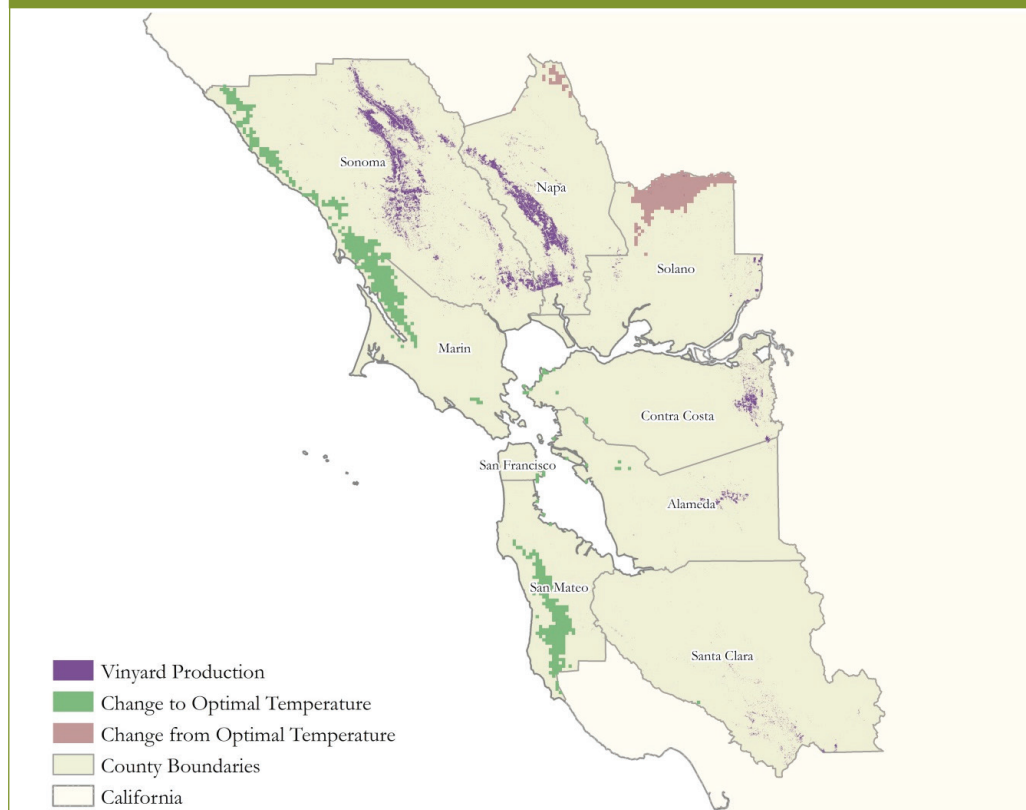 Sonoma
Napa
Solano
Marin
Contra Costa
San Francisco
Alameda
San Mateo
Santa Clara
Vinyard Production
Change to Optimal Temperature
Change from Optimal Temperature
County Boundaries
California